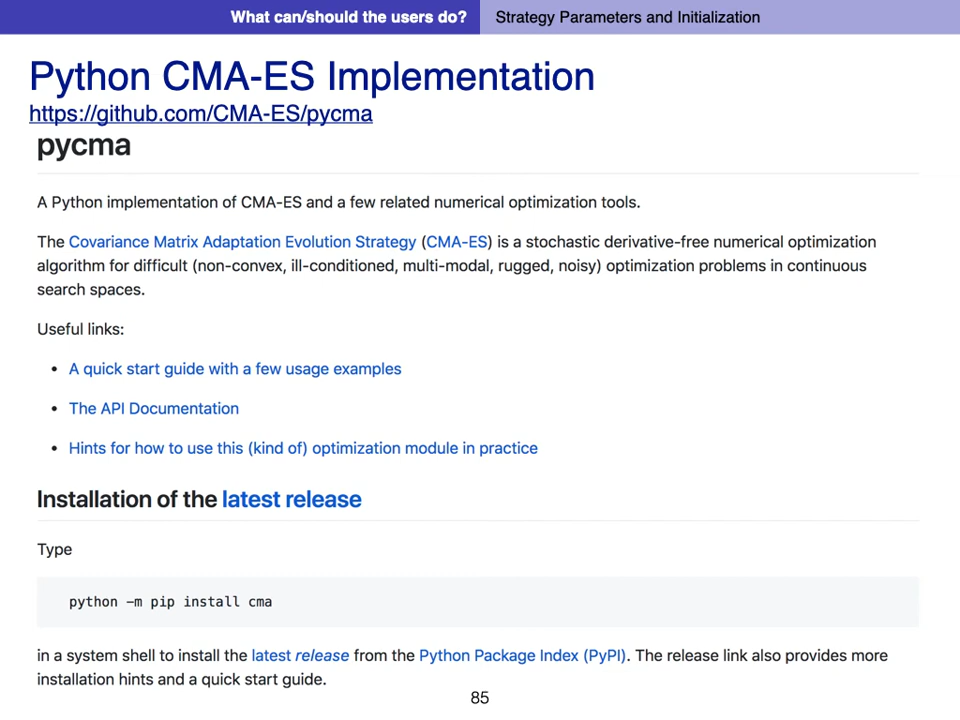 What can/should the users do? Strategy Parameters and Initialization
Python CMA-ES Implementation
https://github.com/CMA-ES/pycma
pycma
A Python implementation of CMA-ES and a few related numerical optimization tools.
The Covariance Matrix Adaptation Evolution Strategy (CMA-ES) is a stochastic derivative-free numerical optimization
algorithm for difficult (non-convex, ill-conditioned, multi-modal, rugged, noisy) optimization problems in continuous
search spaces.
Useful links:
• A quick start guide with a few usage examples
• The API Documentation
• Hints for how to use this (kind of) optimization module in practice
Installation of the latest release
Type
python -m pip install cma
in a system shell to install the latest release from the Python Package Index (PyPI). The release link also provides more
installation hints and a quick start guide.
85